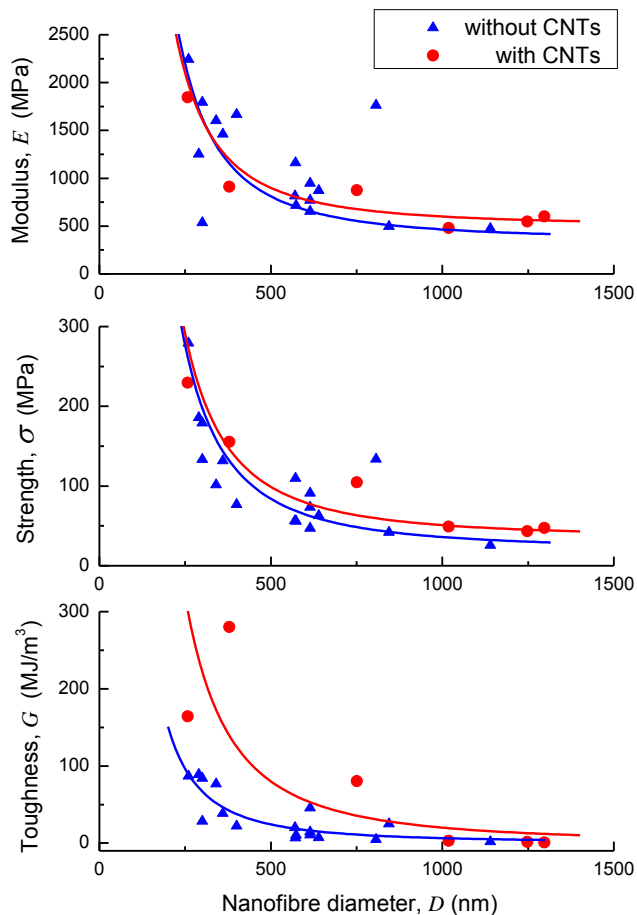 without CNTs
with CNTs
2500
2000
1500
1000
500
0
Modulus, E (MPa)
0 500 1000 1500
300
200
100
0
Strength, σ (MPa)
0 500 1000 1500
300
200
100
0
Toughness, G (MJ/m³)
0 500 1000 1500
Nanofibre diameter, D (nm)